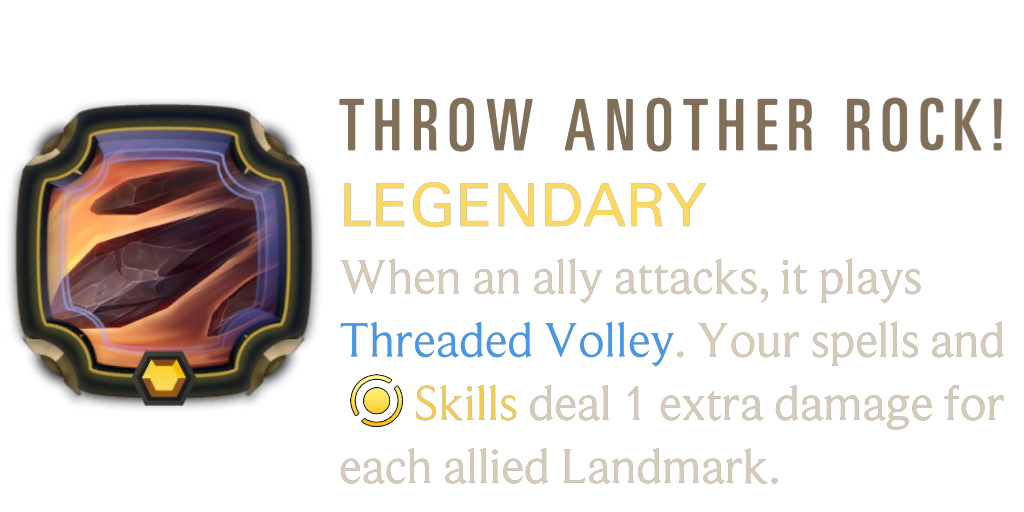 THROW ANOTHER ROCK!
LEGENDARY
When an ally attacks, it plays
Threaded Volley. Your spells and
Skills deal 1 extra damage for
each allied Landmark.